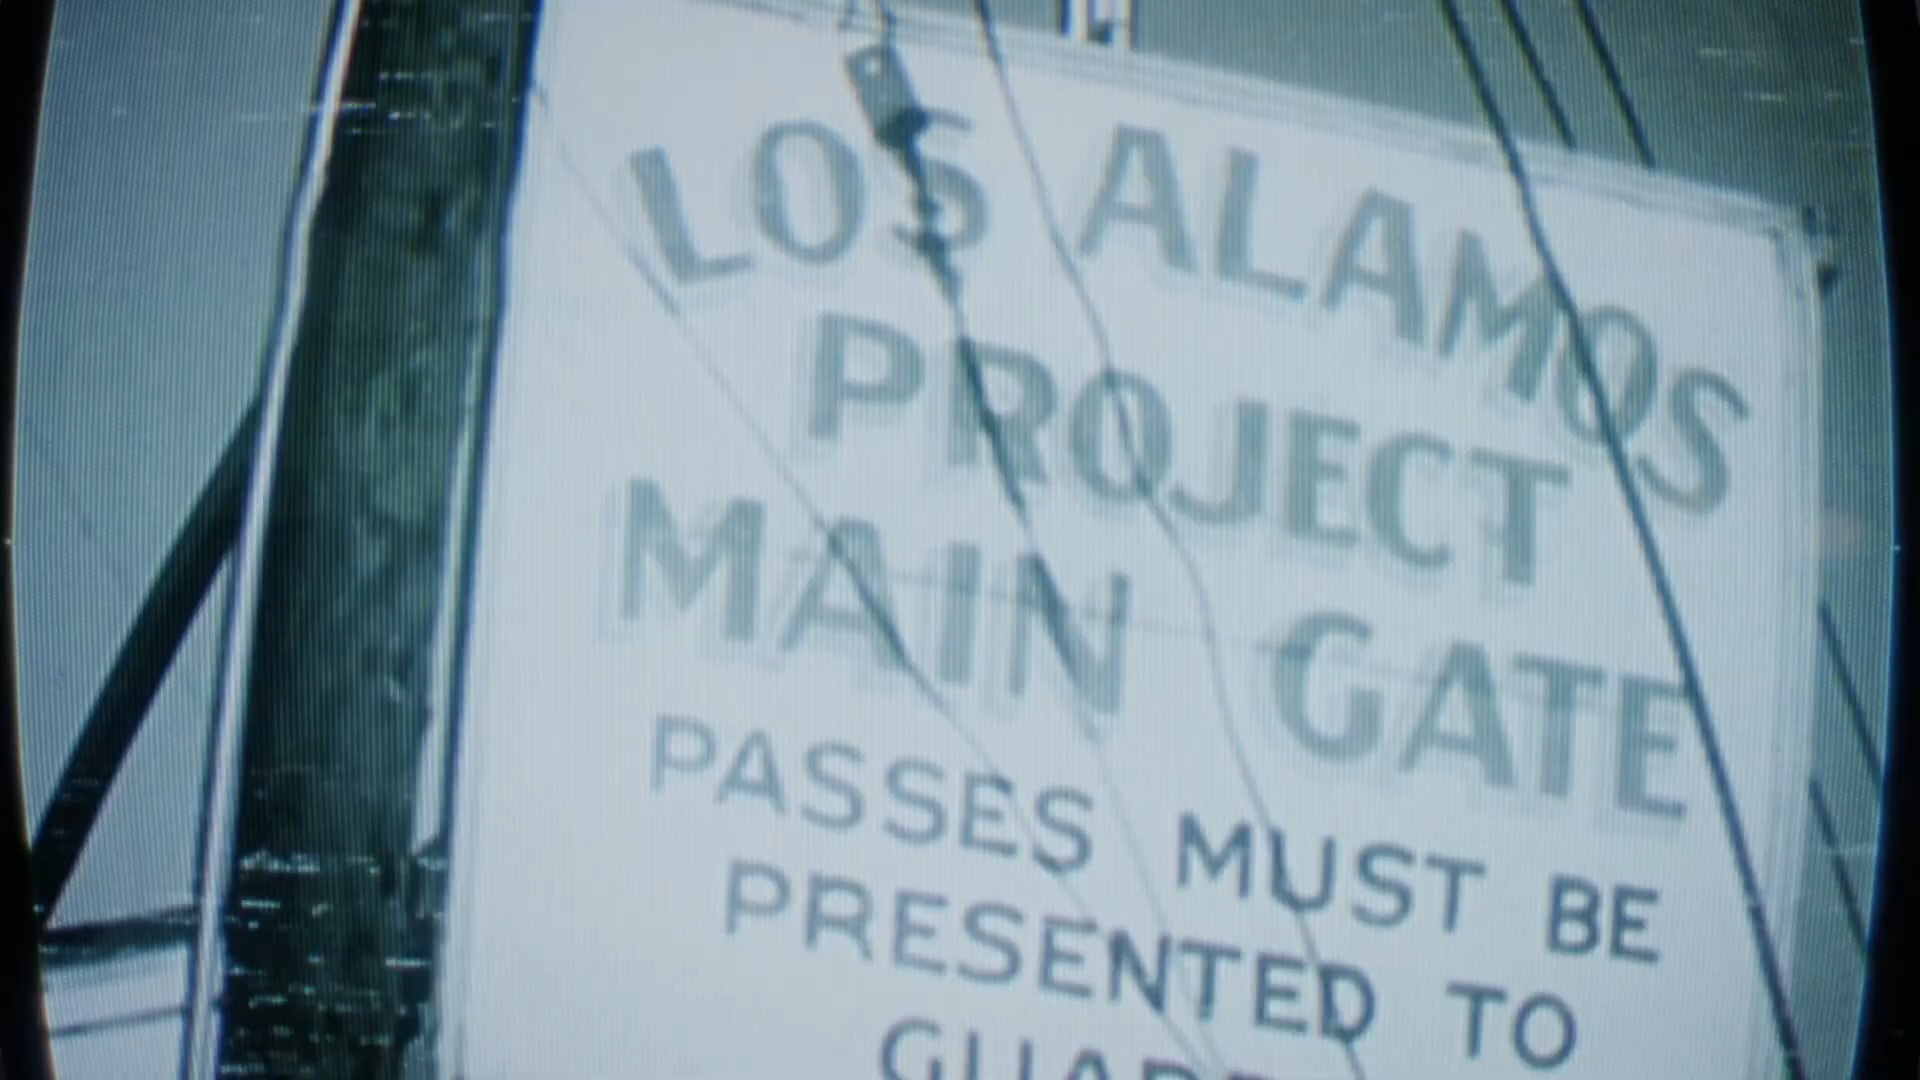 LOS ALAMOS
PROJECT
MAIN GATE
PASSES MUST BE
PRESENTED TO